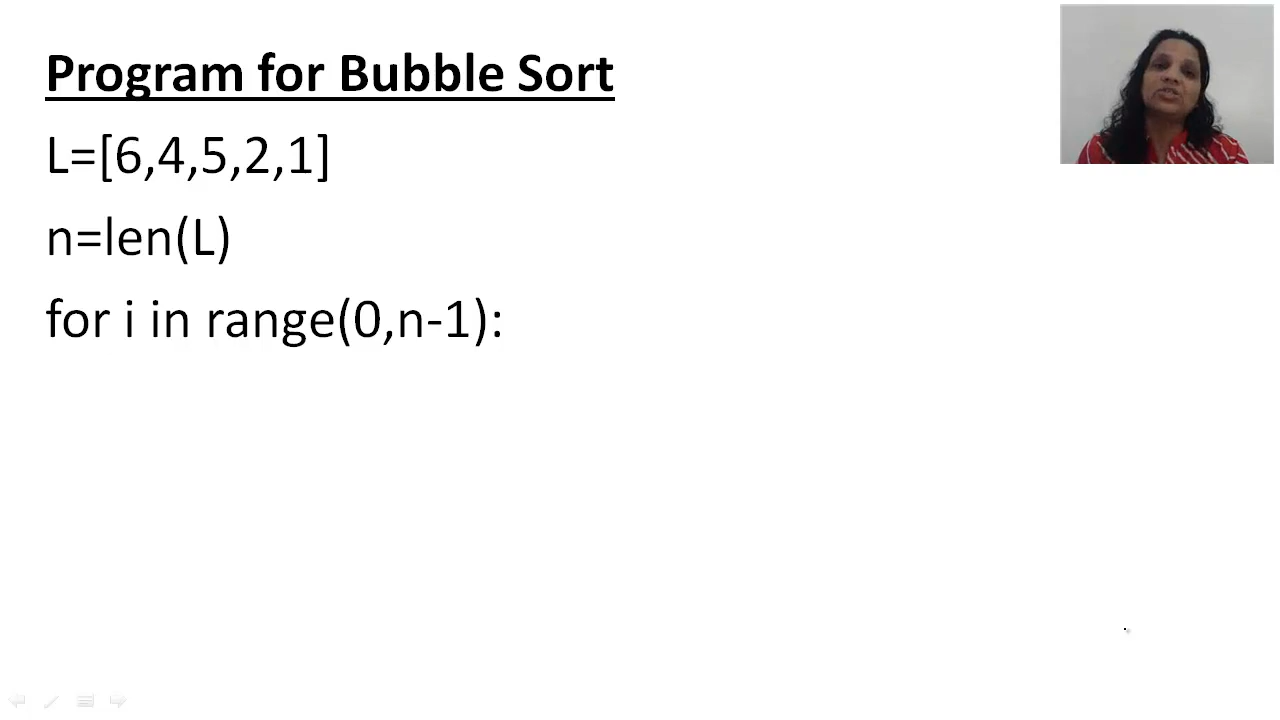 Program for Bubble Sort
L=[6,4,5,2,1]
n=len(L)
for i in range(0,n-1):